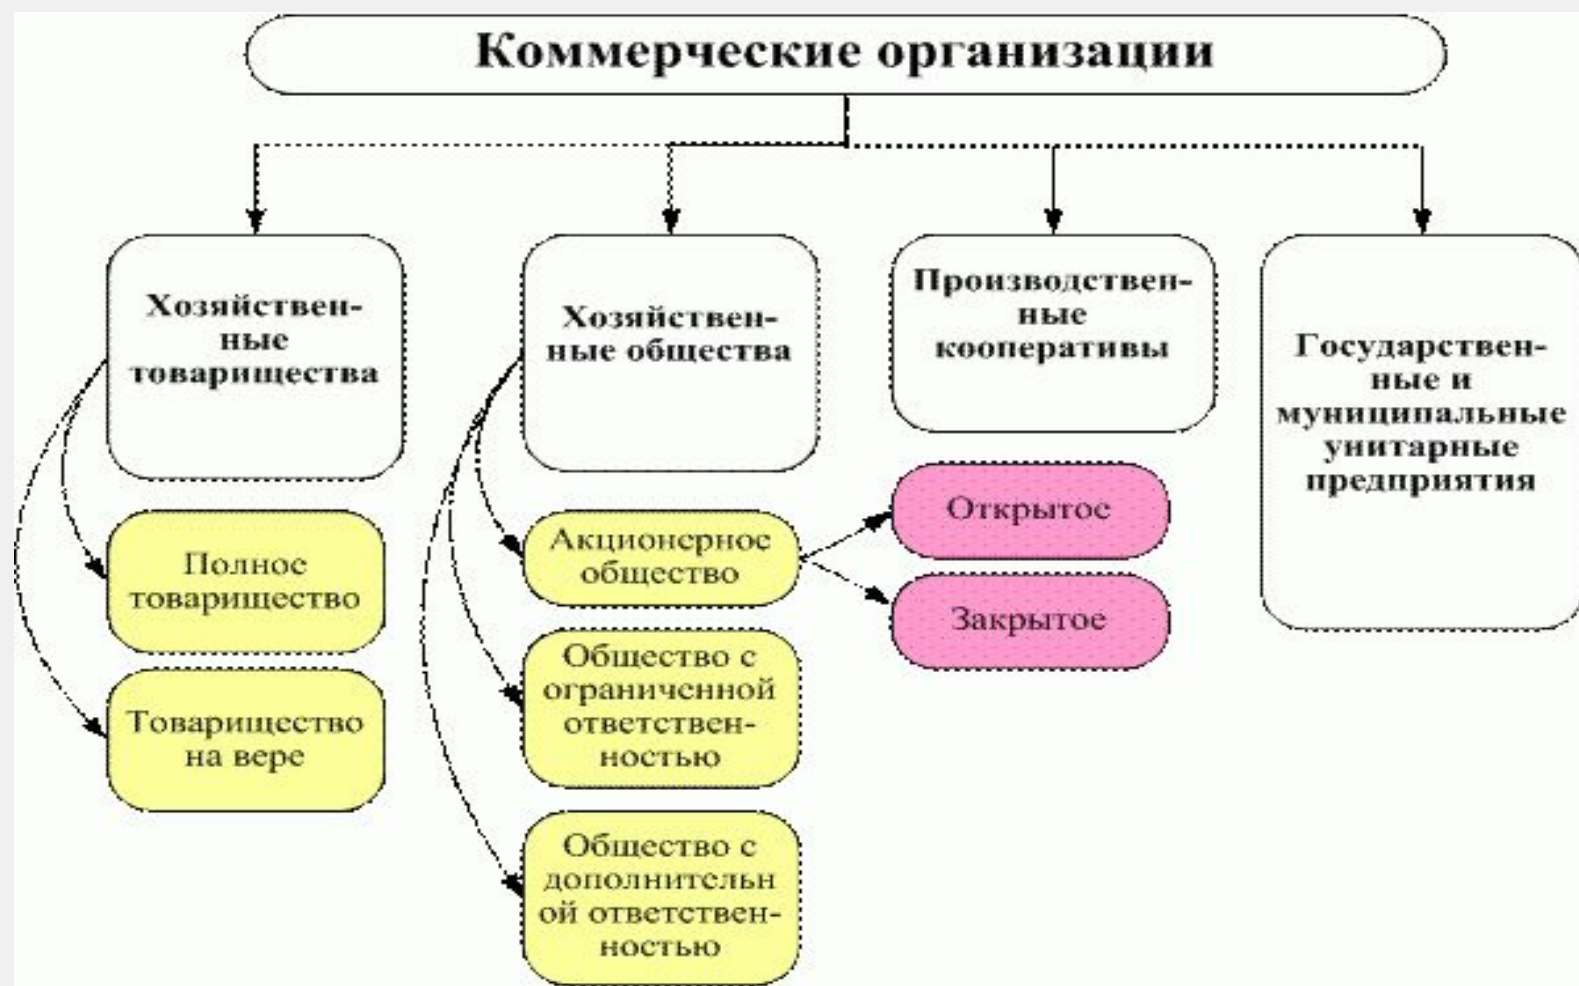 Коммерческие организации
Хозяйствен-
ные
товарищества
Полное
товарищество
Товарищество
на вере
Хозяйствен-
ные общества
Акционерное
общество
Общество с
ограниченной
ответствен-
ностью
Общество с
дополнительн
ой ответствен-
ностью
Производствен-
ные
кооперативы
Открытое
Закрытое
Государствен-
ные и
муниципальные
унитарные
предприятия